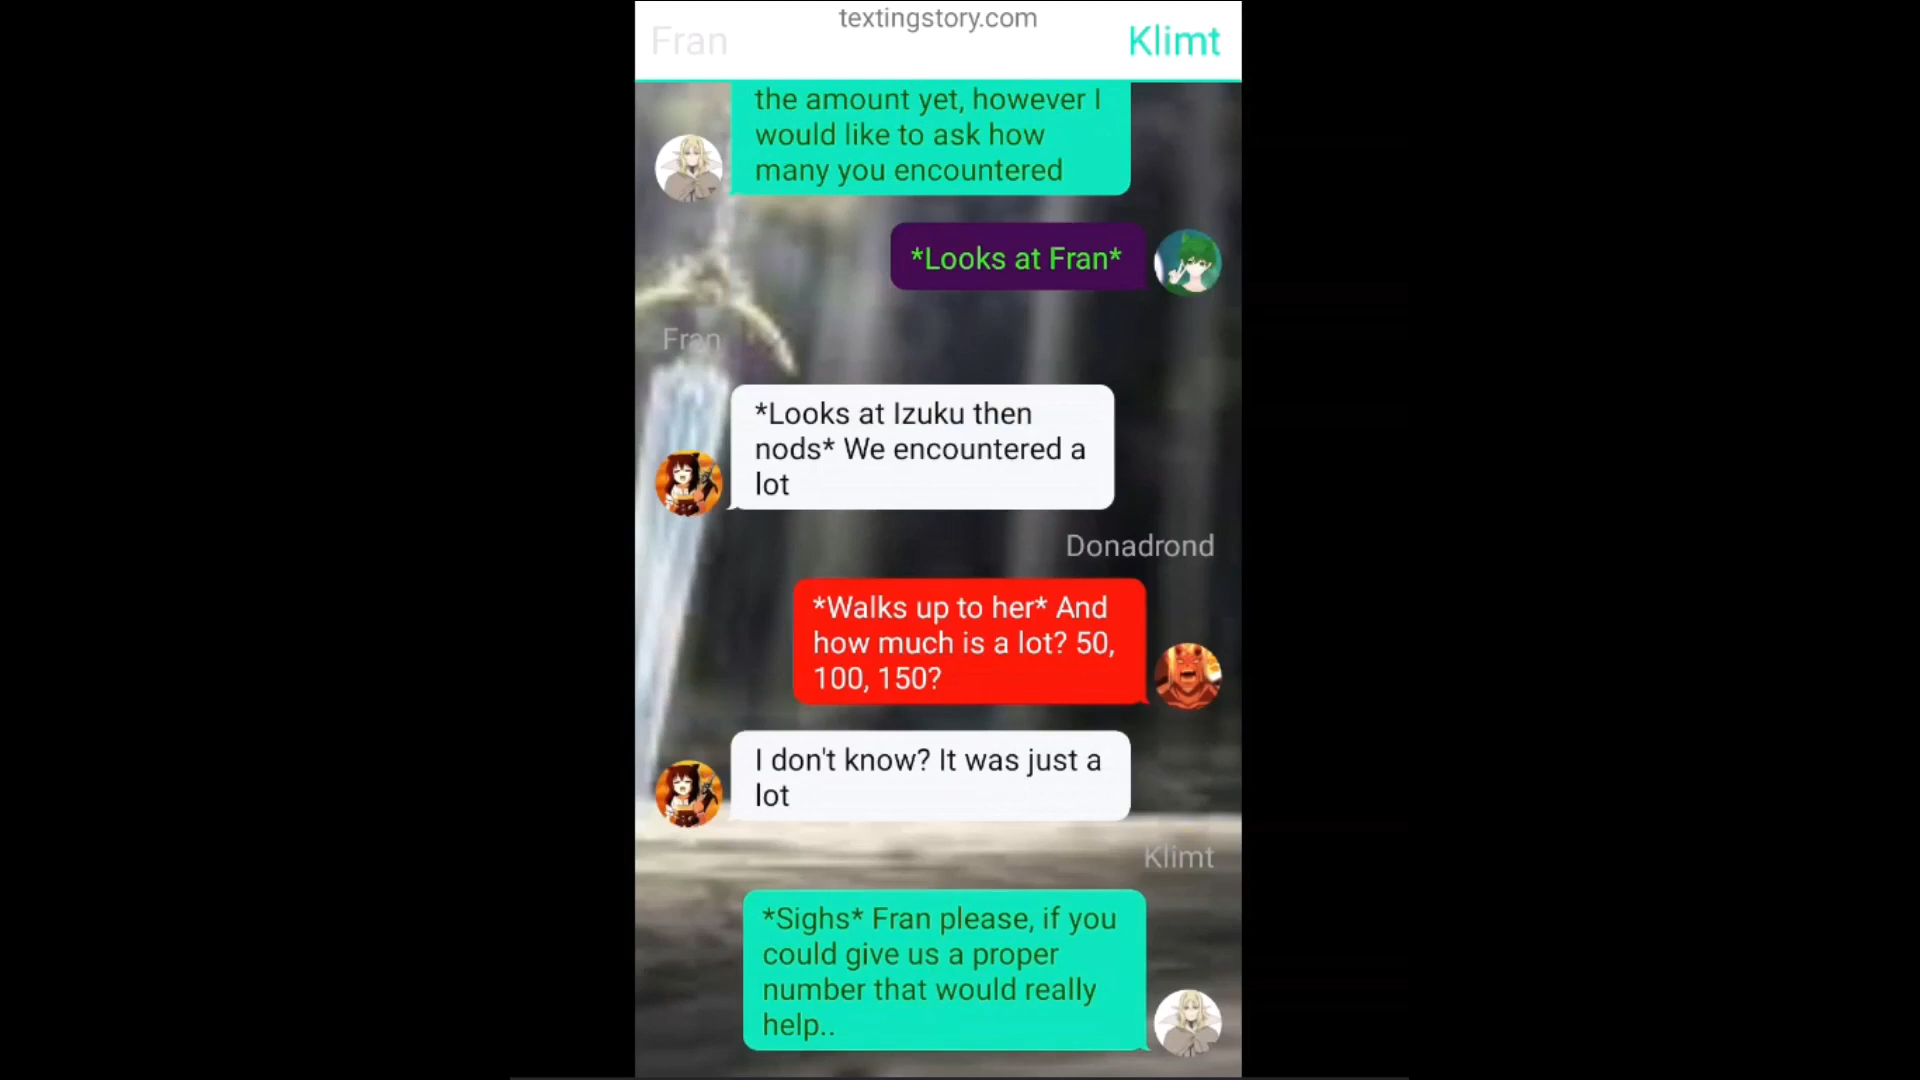 textingstory.com
Fran
Klimt
the amount yet, however I
would like to ask how
many you encountered
*Looks at Fran*
Fran
*Looks at Izuku then
nods* We encountered a
lot
Donadrond
*Walks up to her* And
how much is a lot? 50,
100, 150?
I don't know? It was just a
lot
Klimt
*Sighs* Fran please, if you
could give us a proper
number that would really
help..